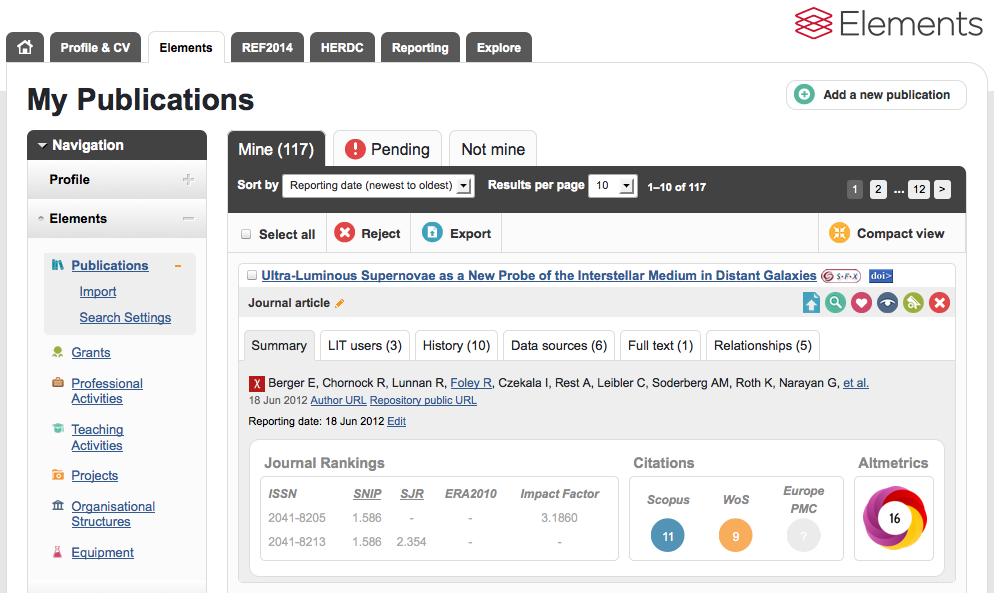 Elements
Profile & CV
Elements
REF2014
HERDC
Reporting
Explore
My Publications
Add a new publication
Navigation
Profile
Elements
Publications
Import
Search Settings
Grants
Professional
Activities
Teaching
Activities
Projects
Organisational
Structures
Equipment
Mine (117)
! Pending
Not mine
Sort by Reporting date (newest to oldest) Results per page 10 1–10 of 117
1 2 ... 12 >
Select all
Reject
Export
Compact view
Ultra-Luminous Supernovae as a New Probe of the Interstellar Medium in Distant Galaxies S·F·X doi>
Journal article
Summary
LIT users (3)
History (10)
Data sources (6)
Full text (1)
Relationships (5)
χ Berger E, Chornock R, Lunnan R, Foley R, Czekala I, Rest A, Leibler C, Soderberg AM, Roth K, Narayan G, et al.
18 Jun 2012 Author URL Repository public URL
Reporting date: 18 Jun 2012 Edit
Journal Rankings
ISSN SNIP SJR ERA2010 Impact Factor
2041-8205 1.586 - - 3.1860
2041-8213 1.586 2.354 - -
Citations
Scopus
WoS
Europe
PMC
11
9
?
Altmetrics
16